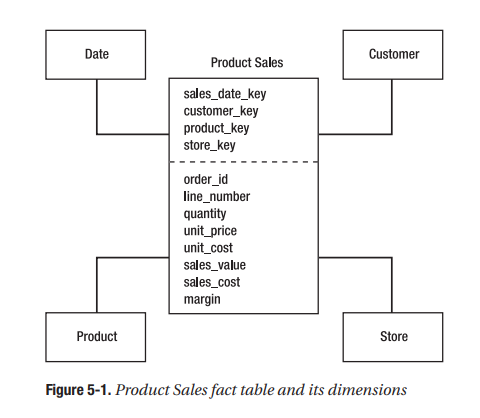 Date
Customer
Product Sales
sales_date_key
customer_key
product_key
store_key
order_id
line_number
quantity
unit_price
unit_cost
sales_value
sales_cost
margin
Product
Store
Figure 5-1. Product Sales fact table and its dimensions